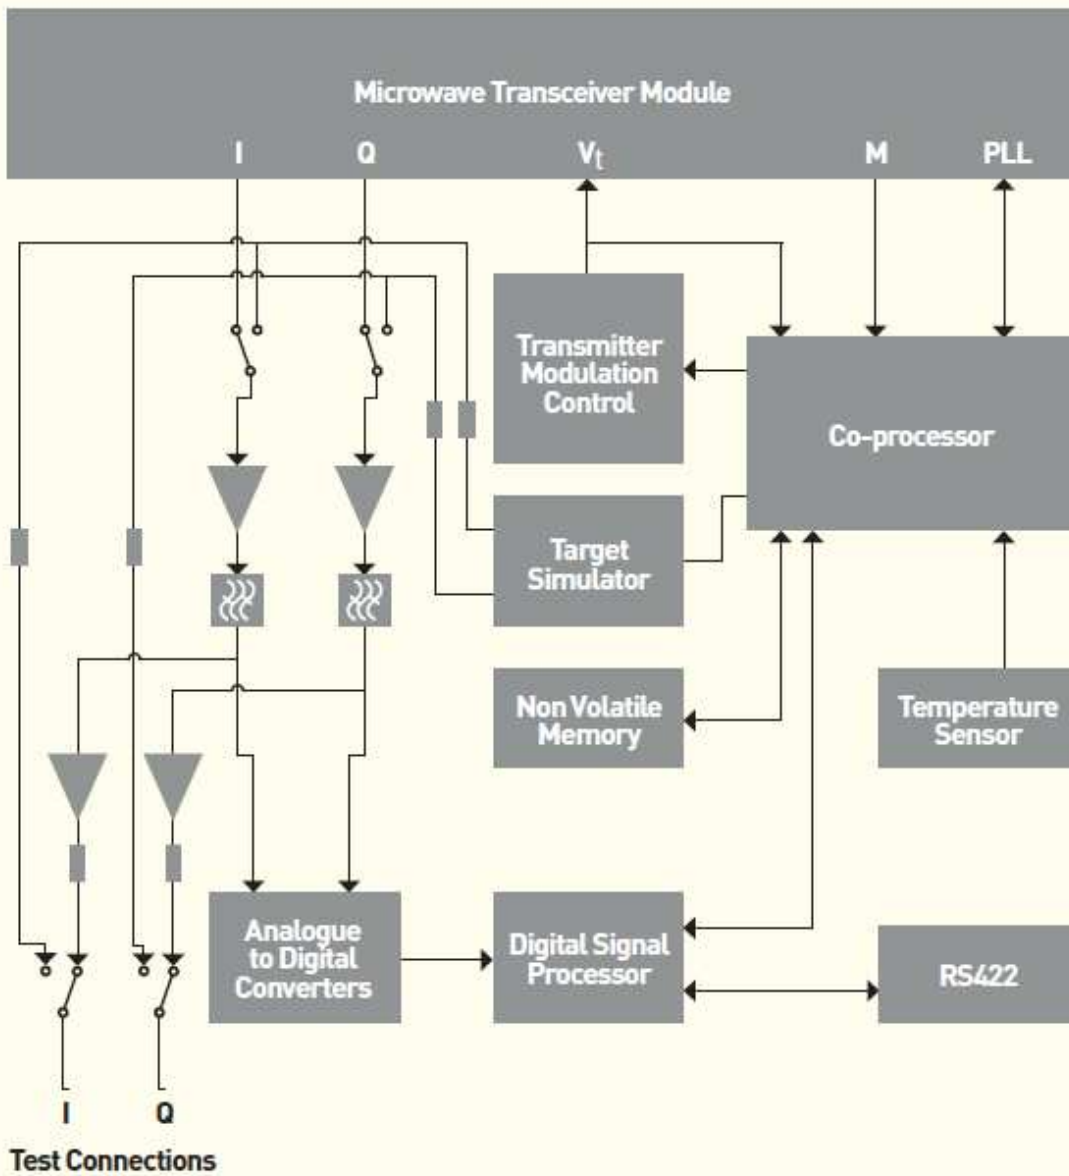 Microwave Transceiver Module
I Q Vt M PLL
Transmitter
Modulation
Control
Co-processor
Target
Simulator
Non Volatile
Memory
Temperature
Sensor
Analogue
to Digital
Converters
Digital Signal
Processor
RS422
I Q
Test Connections